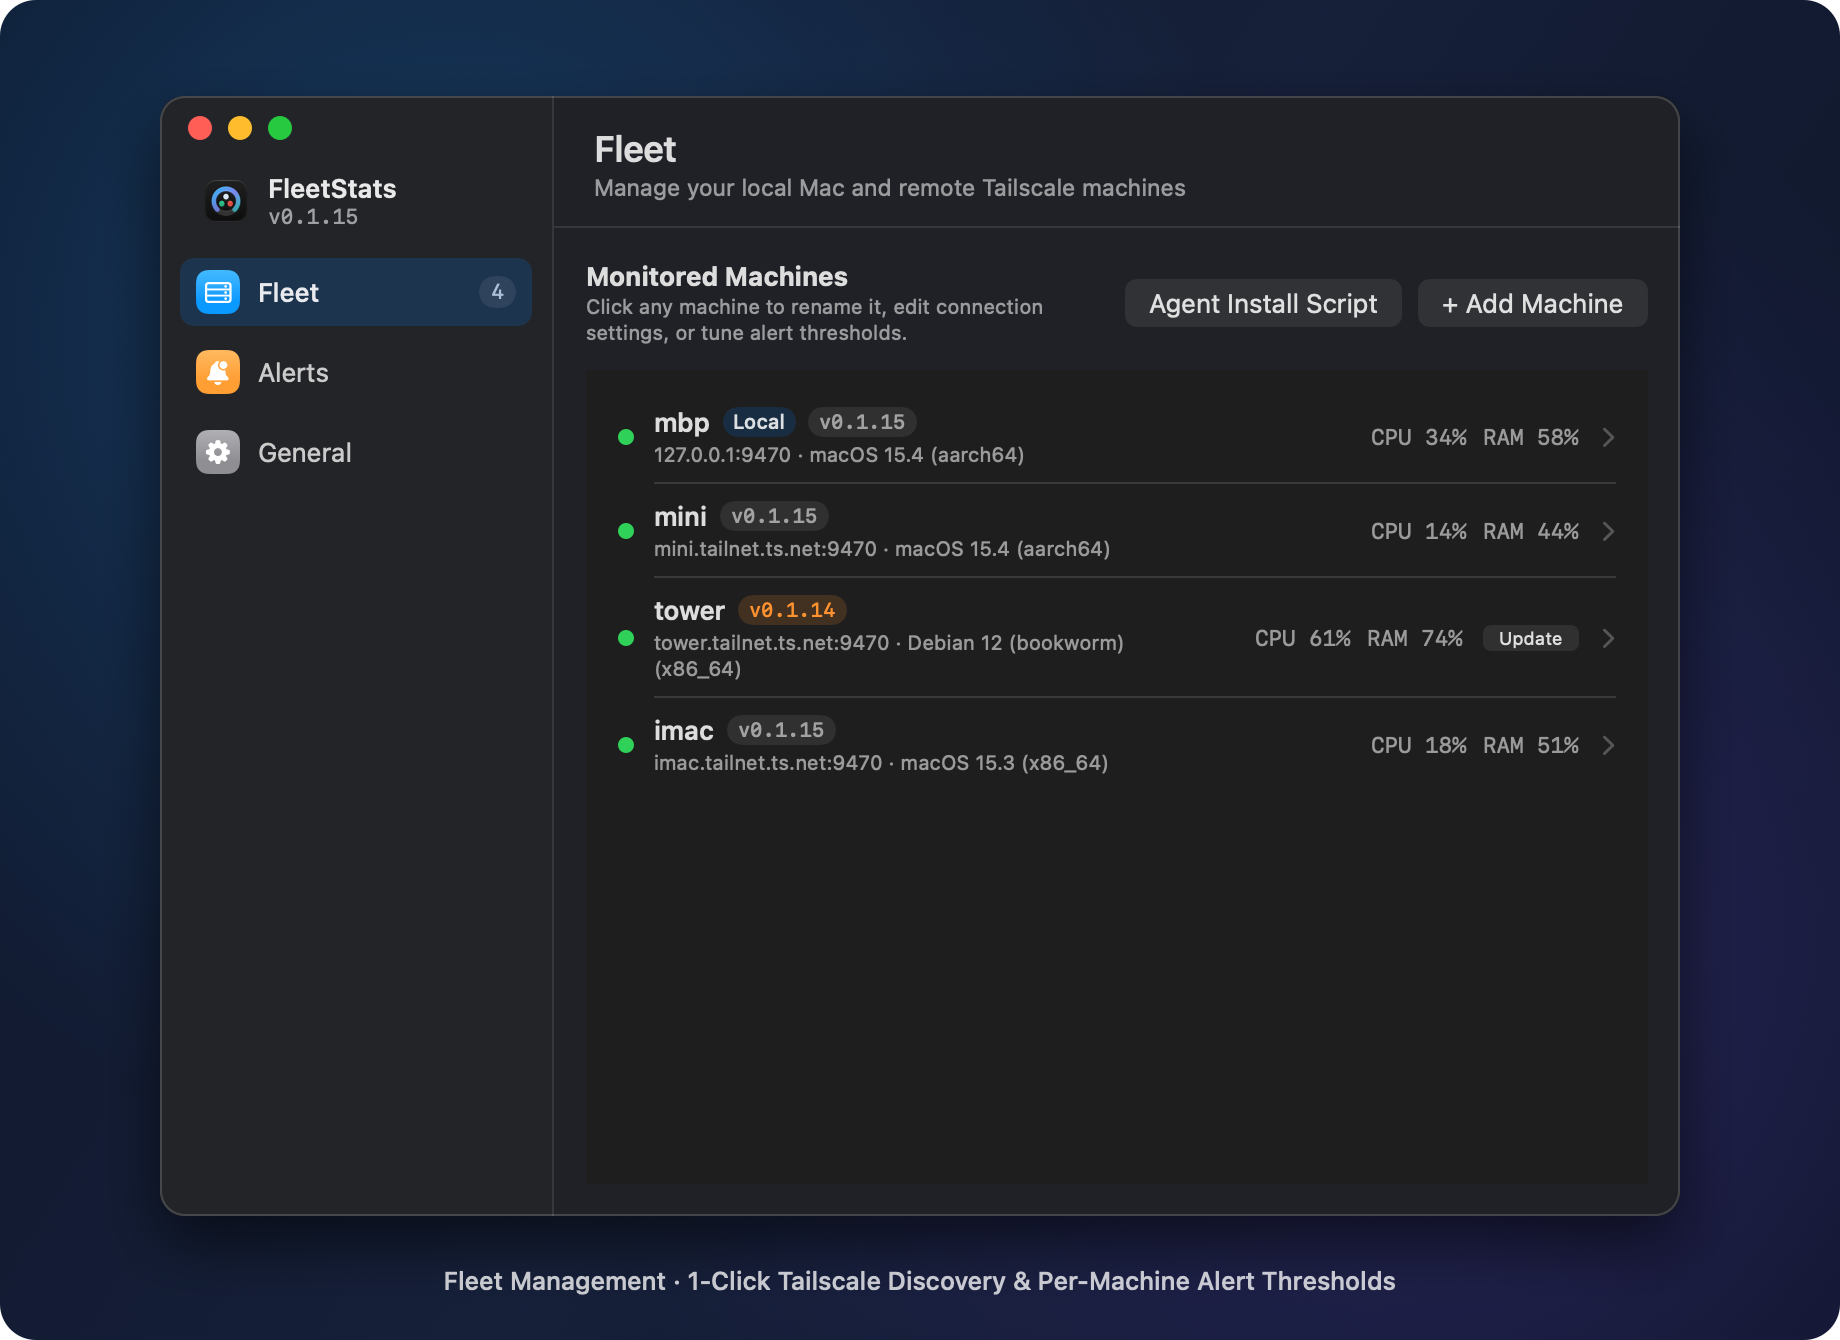 FleetStats
v0.1.15
Fleet
4
Alerts
General
Fleet
Manage your local Mac and remote Tailscale machines
Monitored Machines
Click any machine to rename it, edit connection
settings, or tune alert thresholds.
Agent Install Script
+ Add Machine
mbp Local v0.1.15
127.0.0.1:9470 · macOS 15.4 (aarch64)
CPU 34% RAM 58%
mini v0.1.15
mini.tailnet.ts.net:9470 · macOS 15.4 (aarch64)
CPU 14% RAM 44%
tower v0.1.14
tower.tailnet.ts.net:9470 · Debian 12 (bookworm)
(x86_64)
CPU 61% RAM 74% Update
imac v0.1.15
imac.tailnet.ts.net:9470 · macOS 15.3 (x86_64)
CPU 18% RAM 51%
Fleet Management · 1-Click Tailscale Discovery & Per-Machine Alert Thresholds